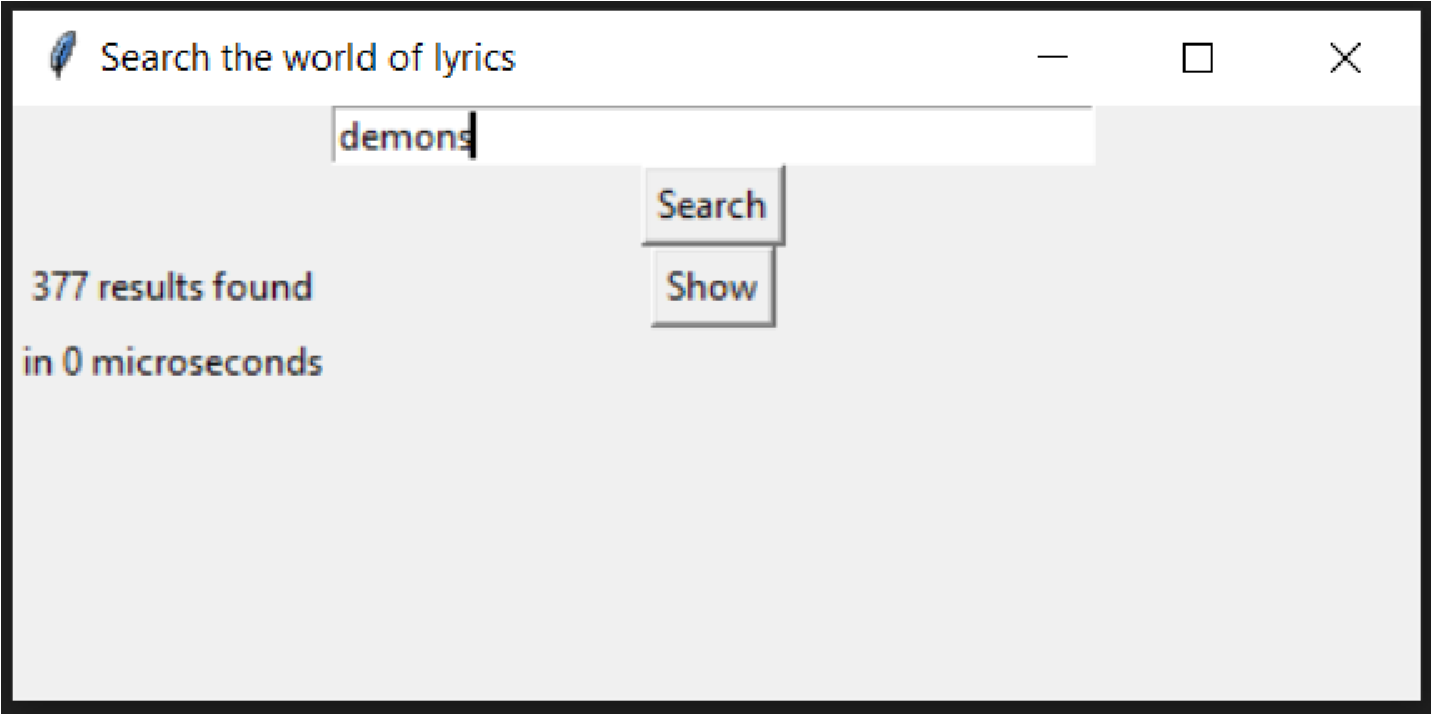 Search the world of lyrics
demons
Search
377 results found Show
in 0 microseconds